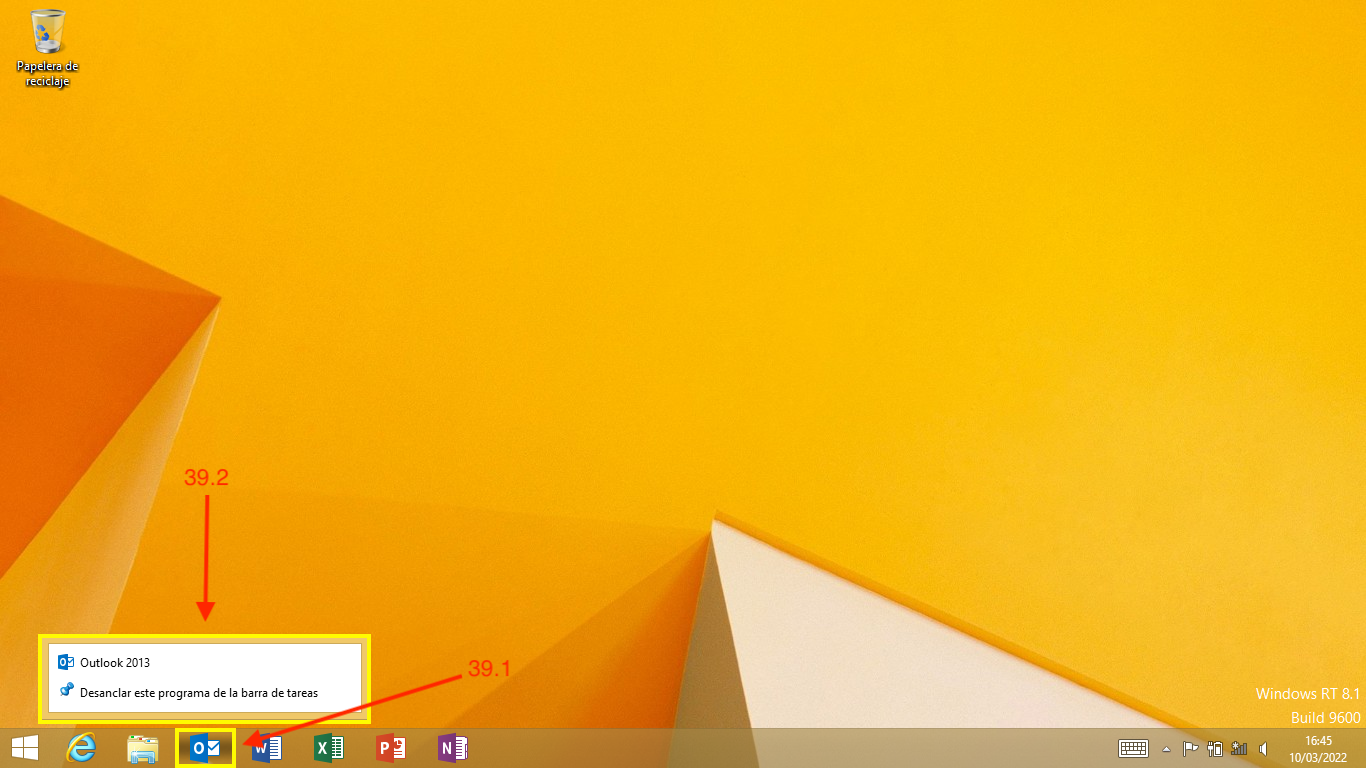 Papelera de
reciclaje
39.2
Outlook 2013
39.1
Desanclar este programa de la barra de tareas
Windows RT 8.1
Build 9600
16:45
10/03/2022